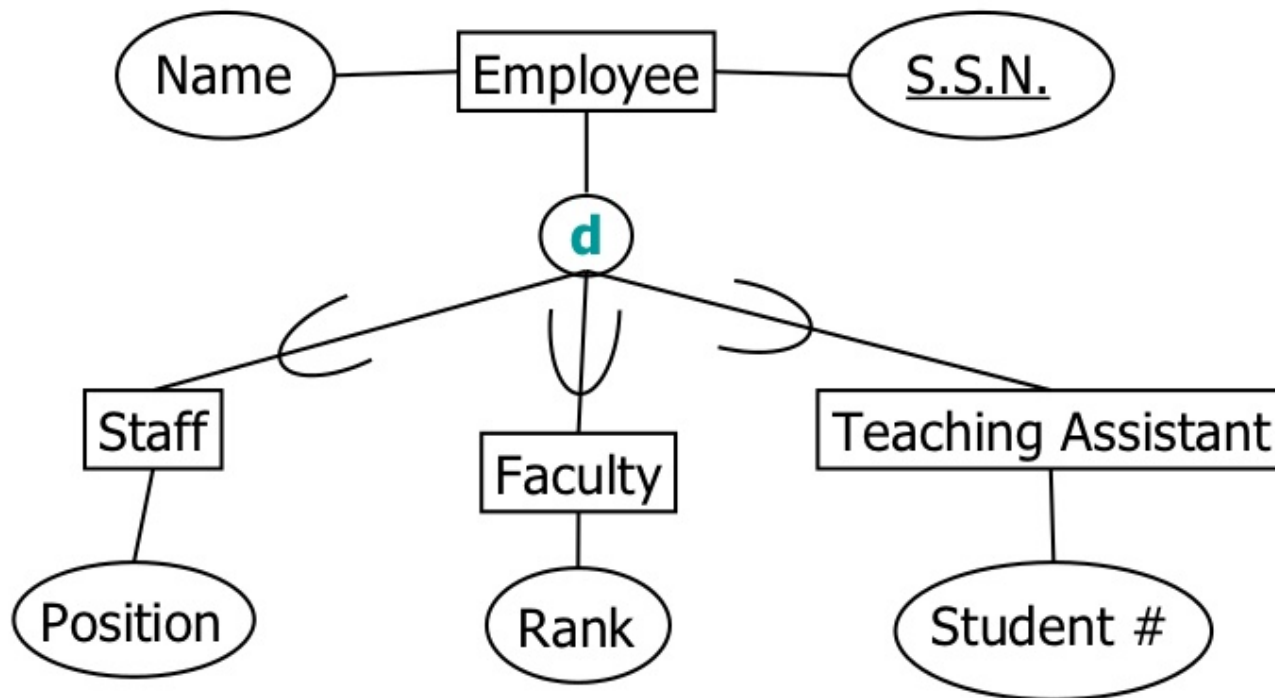 Name
Employee
S.S.N.
d
Staff
Faculty
Teaching Assistant
Position
Rank
Student #